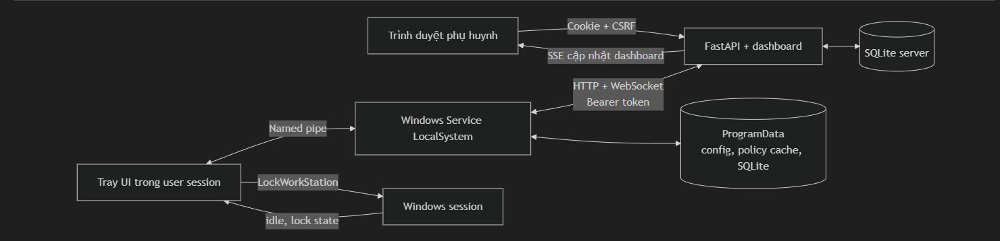 Trình duyệt phụ huynh
Cookie + CSRF
SSE cập nhật dashboard
FastAPI + dashboard
SQLite server
HTTP + WebSocket
Bearer token
Windows Service
LocalSystem
ProgramData
config, policy cache,
SQLite
Named pipe
Tray UI trong user session
LockWorkStation
Windows session
idle, lock state